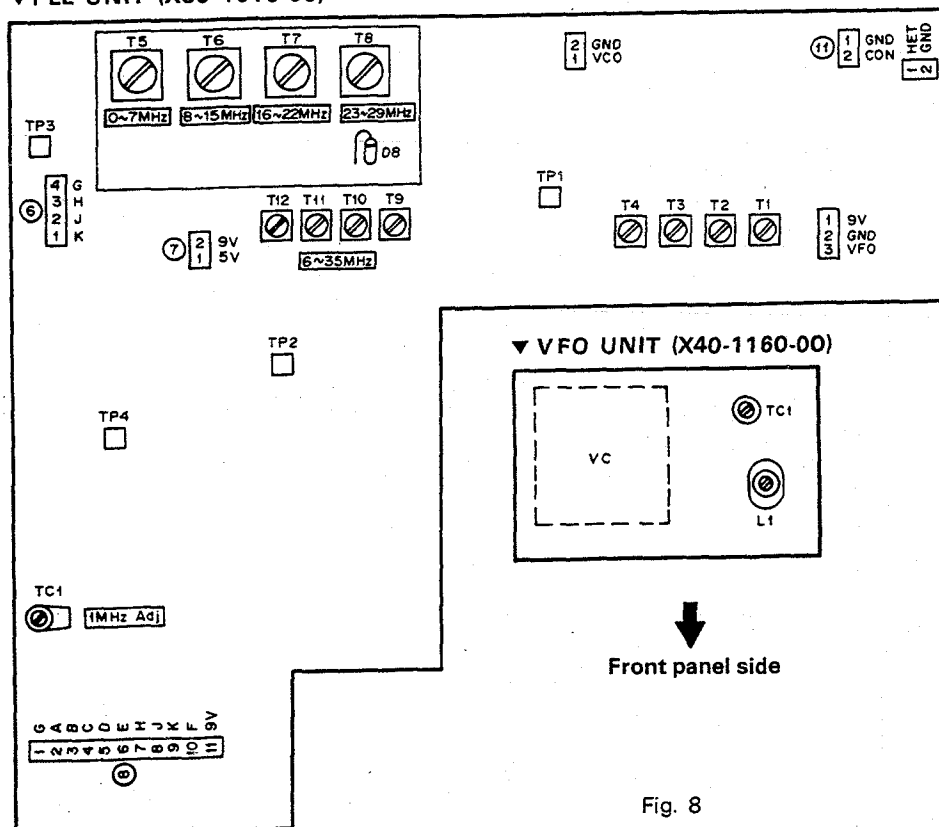 T5 T6 T7 T8
0~7MHz 8~15MHz 16~22MHz 23~29MHz
D8
2 GND
1 VCO
11 1 GND
2 CON
1 HET
2 GND
TP3
6 4 G
3 H
2 J
1 K
7 2 9V
1 5V
T12 T11 T10 T9
6~35MHz
TP1
T4 T3 T2 T1
1 9V
2 GND
3 VFO
TP2
TP4
▼ VFO UNIT (X40-1160-00)
VC
TC1
L1
Front panel side
TC1
1MHz Adj
G A B C D E H J K F 9V
1 2 3 4 5 6 7 8 9 10 11
8
Fig. 8